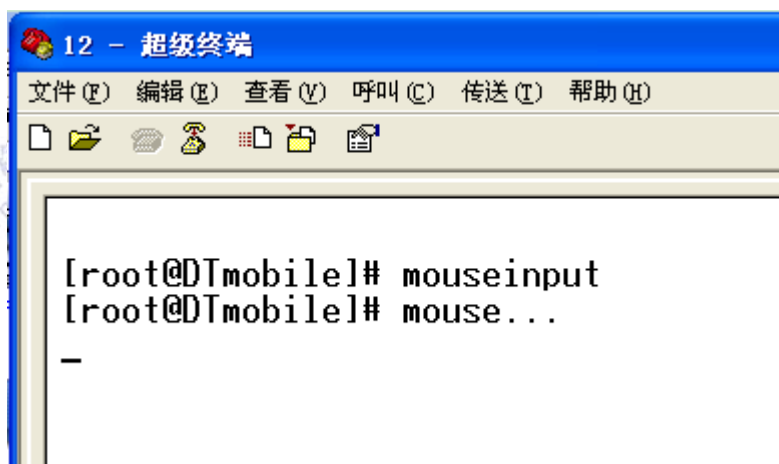 12 - 超级终端
文件(F) 编辑(E) 查看(V) 呼叫(C) 传送(T) 帮助(H)
[root@DTmobile]# mouseinput
[root@DTmobile]# mouse...
_